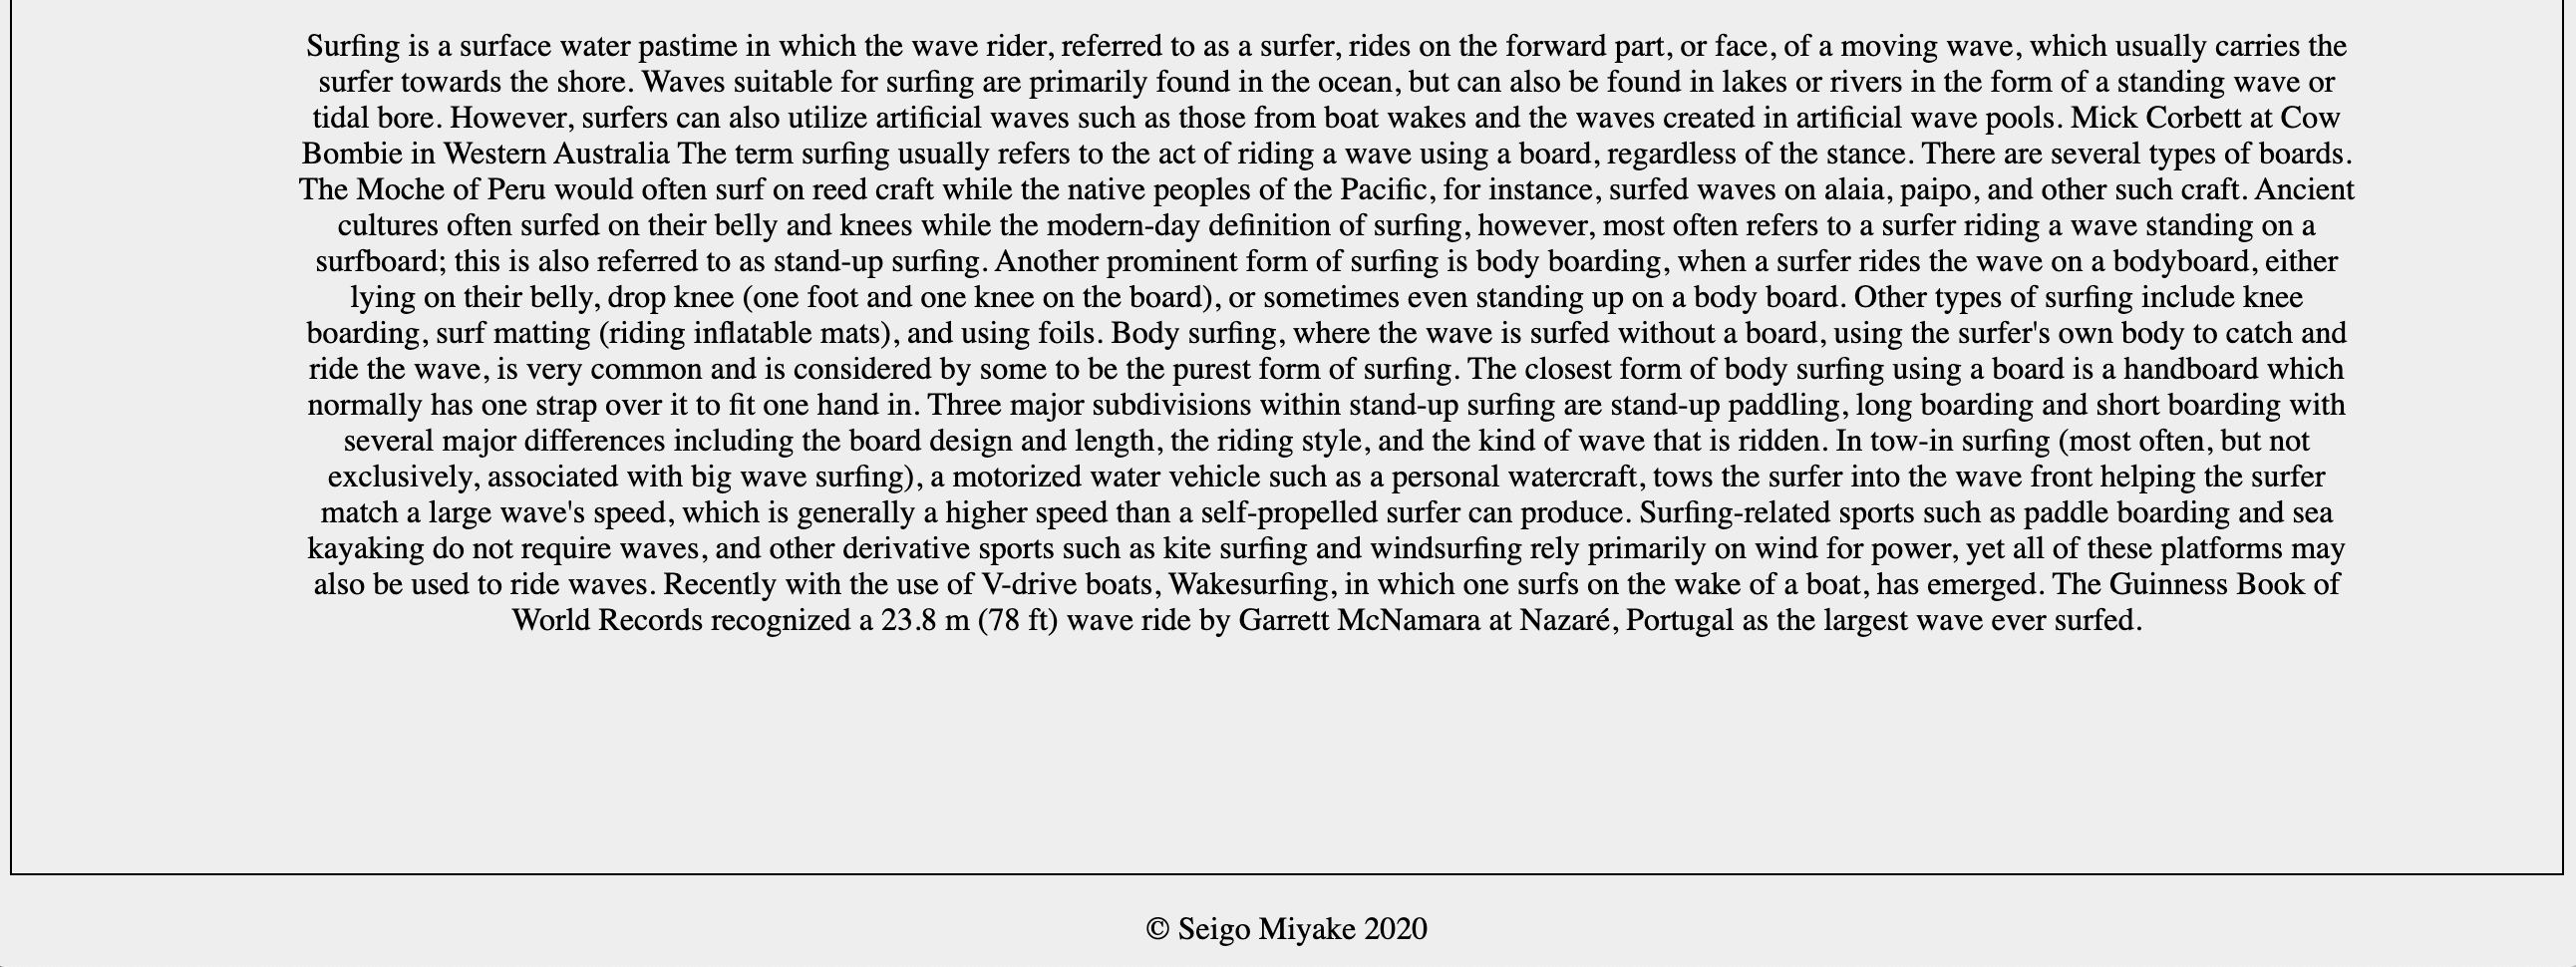 Surfing is a surface water pastime in which the wave rider, referred to as a surfer, rides on the forward part, or face, of a moving wave, which usually carries the
surfer towards the shore. Waves suitable for surfing are primarily found in the ocean, but can also be found in lakes or rivers in the form of a standing wave or
tidal bore. However, surfers can also utilize artificial waves such as those from boat wakes and the waves created in artificial wave pools. Mick Corbett at Cow
Bombie in Western Australia The term surfing usually refers to the act of riding a wave using a board, regardless of the stance. There are several types of boards.
The Moche of Peru would often surf on reed craft while the native peoples of the Pacific, for instance, surfed waves on alaia, paipo, and other such craft. Ancient
cultures often surfed on their belly and knees while the modern-day definition of surfing, however, most often refers to a surfer riding a wave standing on a
surfboard; this is also referred to as stand-up surfing. Another prominent form of surfing is body boarding, when a surfer rides the wave on a bodyboard, either
lying on their belly, drop knee (one foot and one knee on the board), or sometimes even standing up on a body board. Other types of surfing include knee
boarding, surf matting (riding inflatable mats), and using foils. Body surfing, where the wave is surfed without a board, using the surfer's own body to catch and
ride the wave, is very common and is considered by some to be the purest form of surfing. The closest form of body surfing using a board is a handboard which
normally has one strap over it to fit one hand in. Three major subdivisions within stand-up surfing are stand-up paddling, long boarding and short boarding with
several major differences including the board design and length, the riding style, and the kind of wave that is ridden. In tow-in surfing (most often, but not
exclusively, associated with big wave surfing), a motorized water vehicle such as a personal watercraft, tows the surfer into the wave front helping the surfer
match a large wave's speed, which is generally a higher speed than a self-propelled surfer can produce. Surfing-related sports such as paddle boarding and sea
kayaking do not require waves, and other derivative sports such as kite surfing and windsurfing rely primarily on wind for power, yet all of these platforms may
also be used to ride waves. Recently with the use of V-drive boats, Wakesurfing, in which one surfs on the wake of a boat, has emerged. The Guinness Book of
World Records recognized a 23.8 m (78 ft) wave ride by Garrett McNamara at Nazaré, Portugal as the largest wave ever surfed.
© Seigo Miyake 2020